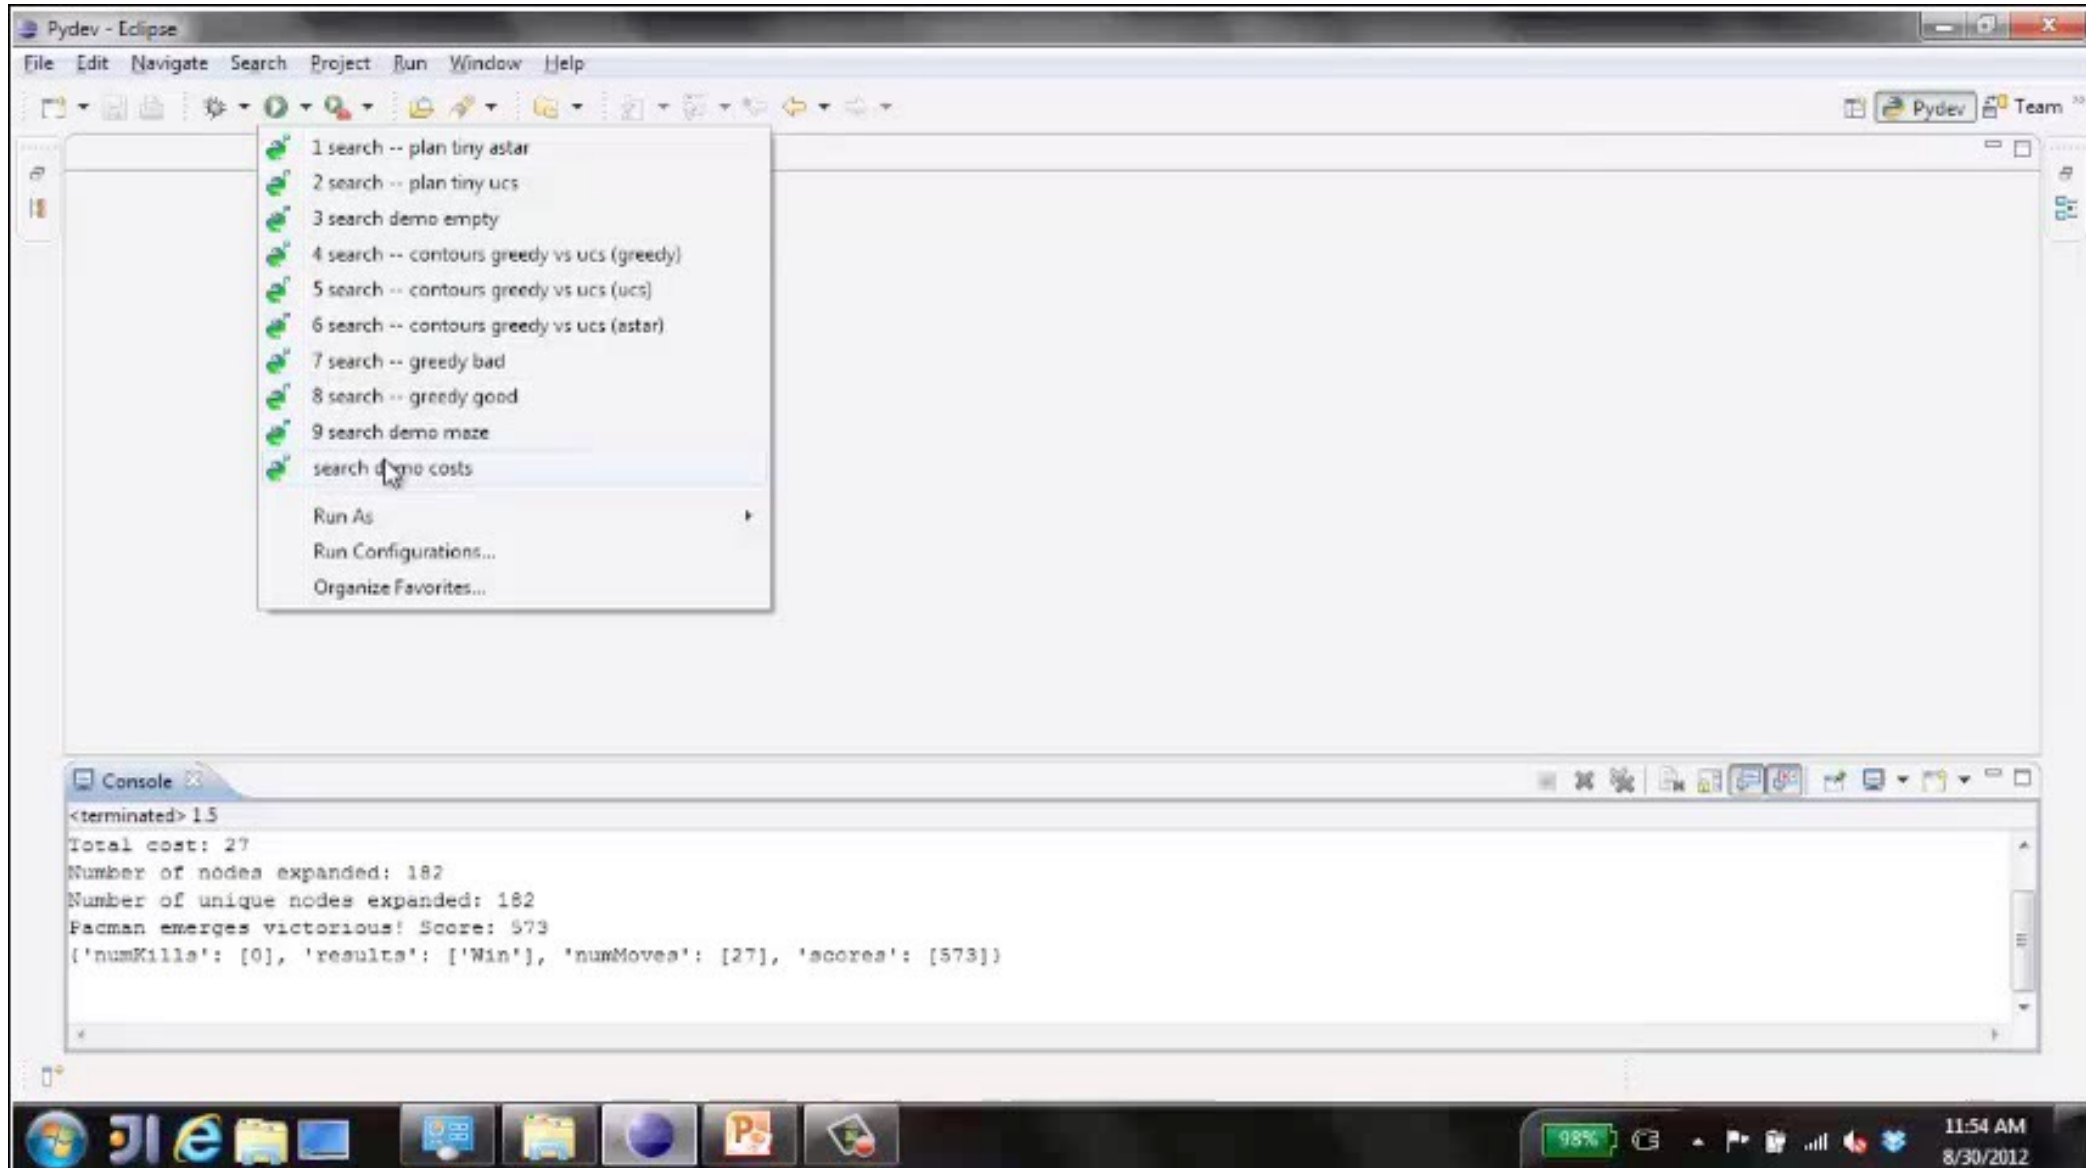 Pydev - Eclipse
File Edit Navigate Search Project Run Window Help
Pydev Team
1 search -- plan tiny astar
2 search -- plan tiny ucs
3 search demo empty
4 search -- contours greedy vs ucs (greedy)
5 search -- contours greedy vs ucs (ucs)
6 search -- contours greedy vs ucs (astar)
7 search -- greedy bad
8 search -- greedy good
9 search demo maze
search demo costs
Run As
Run Configurations...
Organize Favorites...
Console
<terminated> 1.5
Total cost: 27
Number of nodes expanded: 182
Number of unique nodes expanded: 182
Pacman emerges victorious! Score: 573
{'numKills': [0], 'results': ['Win'], 'numMoves': [27], 'scores': [573]}
98%
11:54 AM
8/30/2012